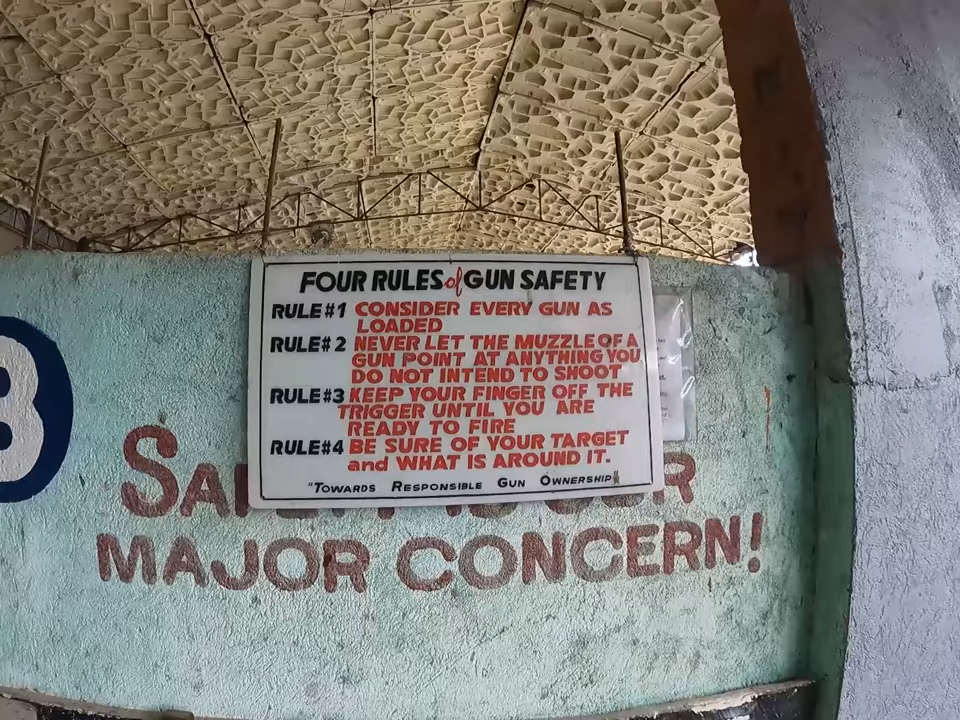 FOUR RULES of GUN SAFETY
RULE#1 CONSIDER EVERY GUN AS
LOADED
RULE#2 NEVER LET THE MUZZLE OF A
GUN POINT AT ANYTHING YOU
DO NOT INTEND TO SHOOT
RULE#3 KEEP YOUR FINGER OFF THE
TRIGGER UNTIL YOU ARE
READY TO FIRE
RULE#4 BE SURE OF YOUR TARGET
and WHAT IS AROUND IT.
"TOWARDS RESPONSIBLE GUN OWNERSHIP"
8
MAJOR CONCERN!